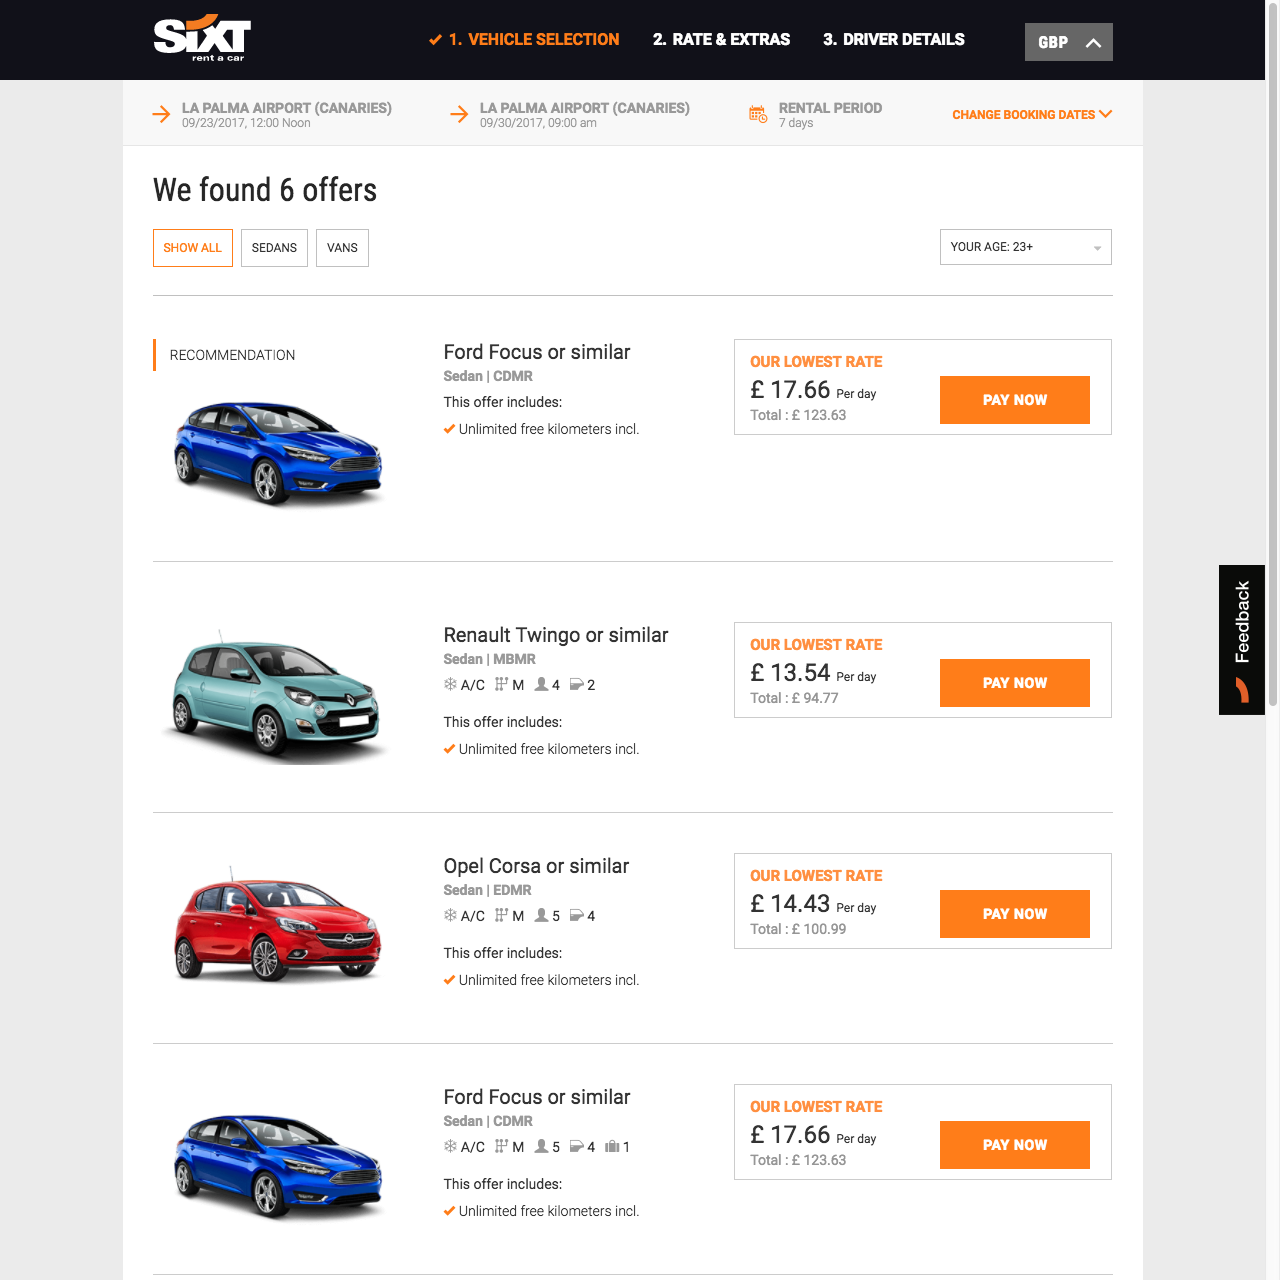 SIXT
rent a car
1. VEHICLE SELECTION
2. RATE & EXTRAS
3. DRIVER DETAILS
GBP
LA PALMA AIRPORT (CANARIES)
09/23/2017, 12:00 Noon
LA PALMA AIRPORT (CANARIES)
09/30/2017, 09:00 am
RENTAL PERIOD
7 days
CHANGE BOOKING DATES
We found 6 offers
SHOW ALL
SEDANS
VANS
YOUR AGE: 23+
RECOMMENDATION
Ford Focus or similar
Sedan | CDMR
This offer includes:
Unlimited free kilometers incl.
OUR LOWEST RATE
£ 17.66 Per day
Total : £ 123.63
PAY NOW
Feedback
Renault Twingo or similar
Sedan | MBMR
A/C M 4 2
This offer includes:
Unlimited free kilometers incl.
OUR LOWEST RATE
£ 13.54 Per day
Total : £ 94.77
PAY NOW
Opel Corsa or similar
Sedan | EDMR
A/C M 5 4
This offer includes:
Unlimited free kilometers incl.
OUR LOWEST RATE
£ 14.43 Per day
Total : £ 100.99
PAY NOW
Ford Focus or similar
Sedan | CDMR
A/C M 5 4 1
This offer includes:
Unlimited free kilometers incl.
OUR LOWEST RATE
£ 17.66 Per day
Total : £ 123.63
PAY NOW